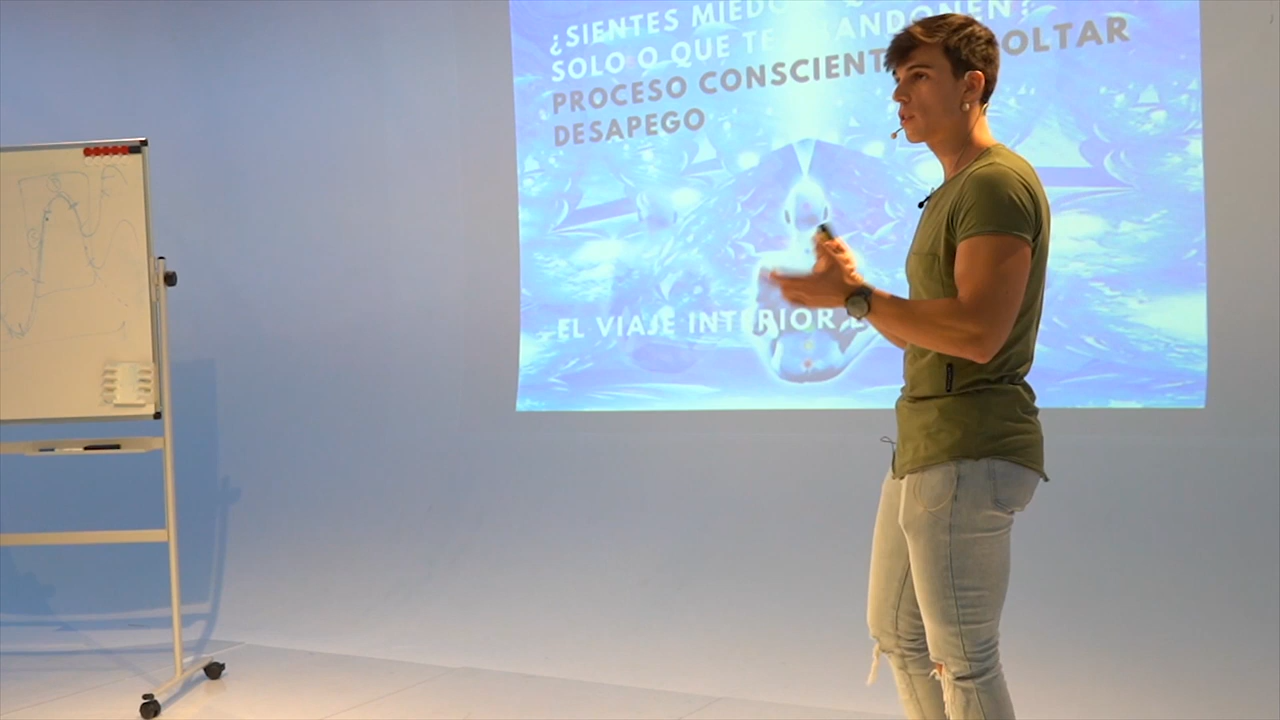 ¿SIENTES MIEDO
SOLO O QUE TE ANDONEN?
PROCESO CONSCIENT OLTAR
DESAPEGO
EL VIAJE INTERIOR